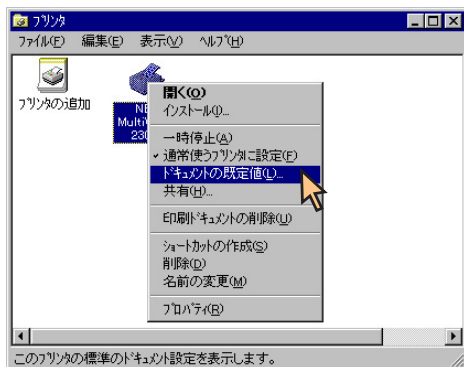 プリンタ
ファイル(F) 編集(E) 表示(V) ヘルプ(H)
プリンタの追加
NE
Multi
230
開く(O)
インストール(I)...
一時停止(A)
通常使うプリンタに設定(F)
ドキュメントの既定値(L)...
共有(H)...
印刷ドキュメントの削除(U)
ショートカットの作成(S)
削除(D)
名前の変更(M)
プロパティ(R)
このプリンタの標準のドキュメント設定を表示します。